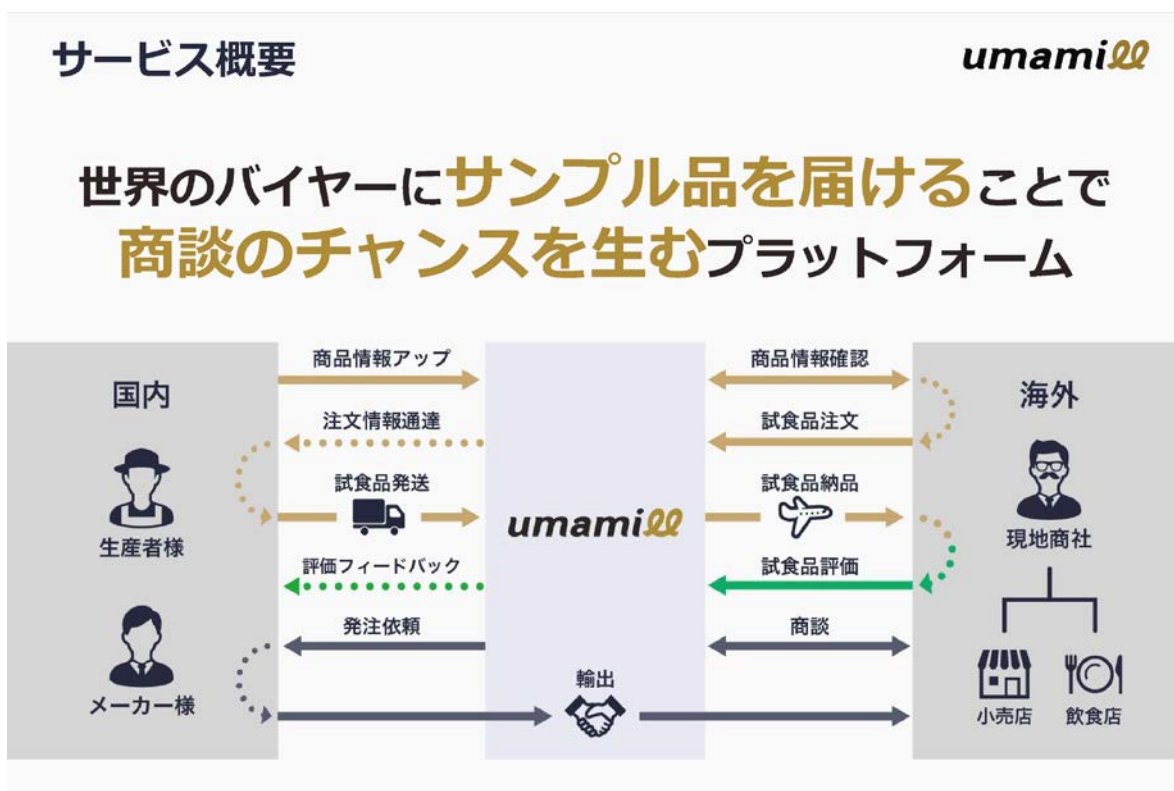 サービス概要
umamill
世界のバイヤーにサンプル品を届けることで
商談のチャンスを生むプラットフォーム
国内
生産者様
メーカー様
商品情報アップ
注文情報通達
試食品発送
評価フィードバック
発注依頼
umamill
輸出
商品情報確認
試食品注文
試食品納品
試食品評価
商談
海外
現地商社
小売店
飲食店